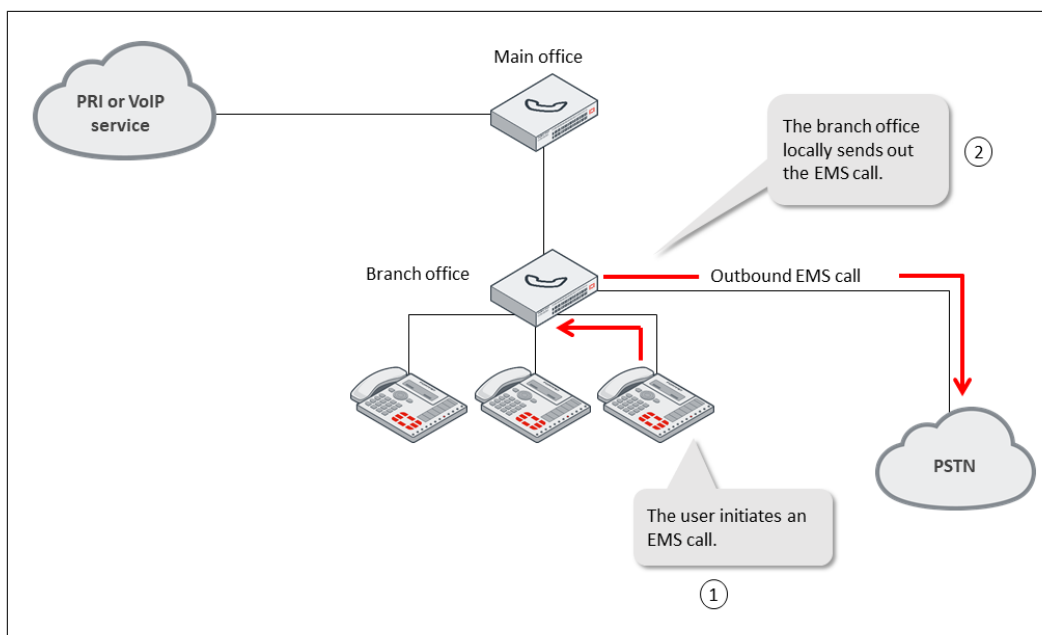 Main office
PRI or VoIP
service
The branch office
locally sends out
the EMS call.
2
Branch office
Outbound EMS call
PSTN
The user initiates an
EMS call.
1